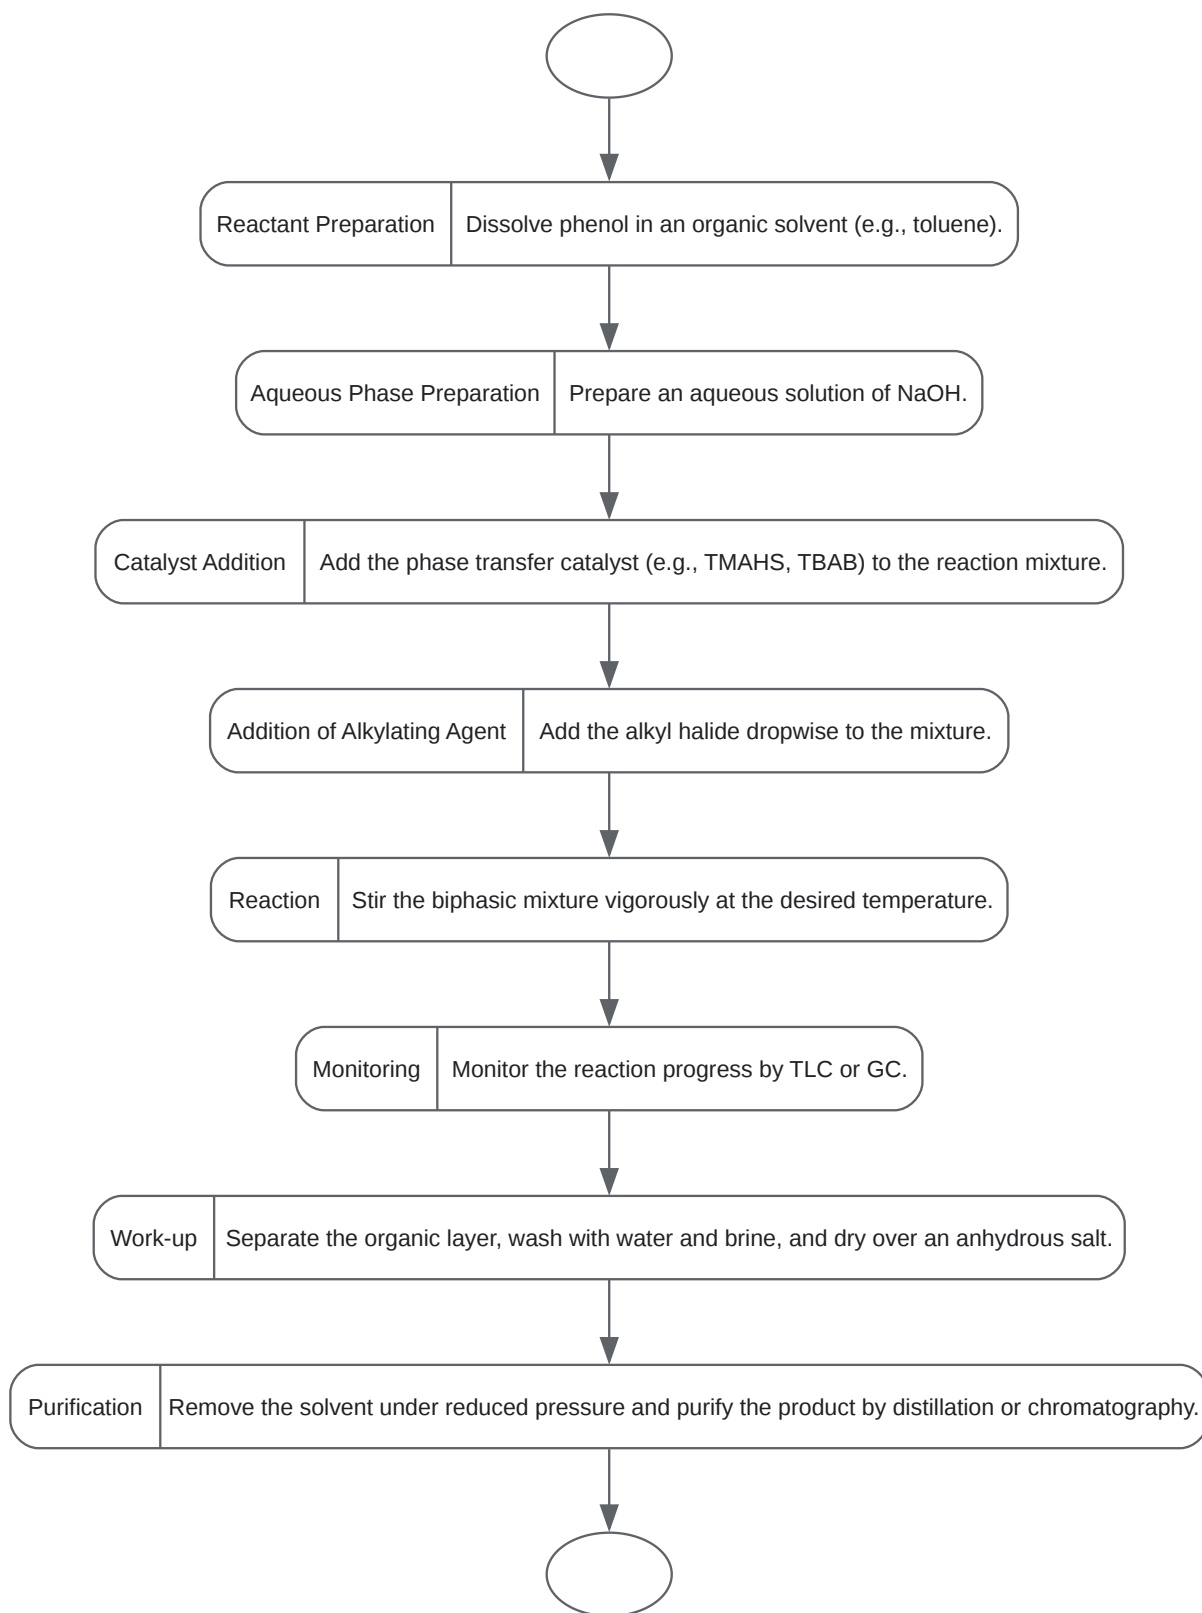 Reactant Preparation
Dissolve phenol in an organic solvent (e.g., toluene).
Aqueous Phase Preparation
Prepare an aqueous solution of NaOH.
Catalyst Addition
Add the phase transfer catalyst (e.g., TMAHS, TBAB) to the reaction mixture.
Addition of Alkylating Agent
Add the alkyl halide dropwise to the mixture.
Reaction
Stir the biphasic mixture vigorously at the desired temperature.
Monitoring
Monitor the reaction progress by TLC or GC.
Work-up
Separate the organic layer, wash with water and brine, and dry over an anhydrous salt.
Purification
Remove the solvent under reduced pressure and purify the product by distillation or chromatography.